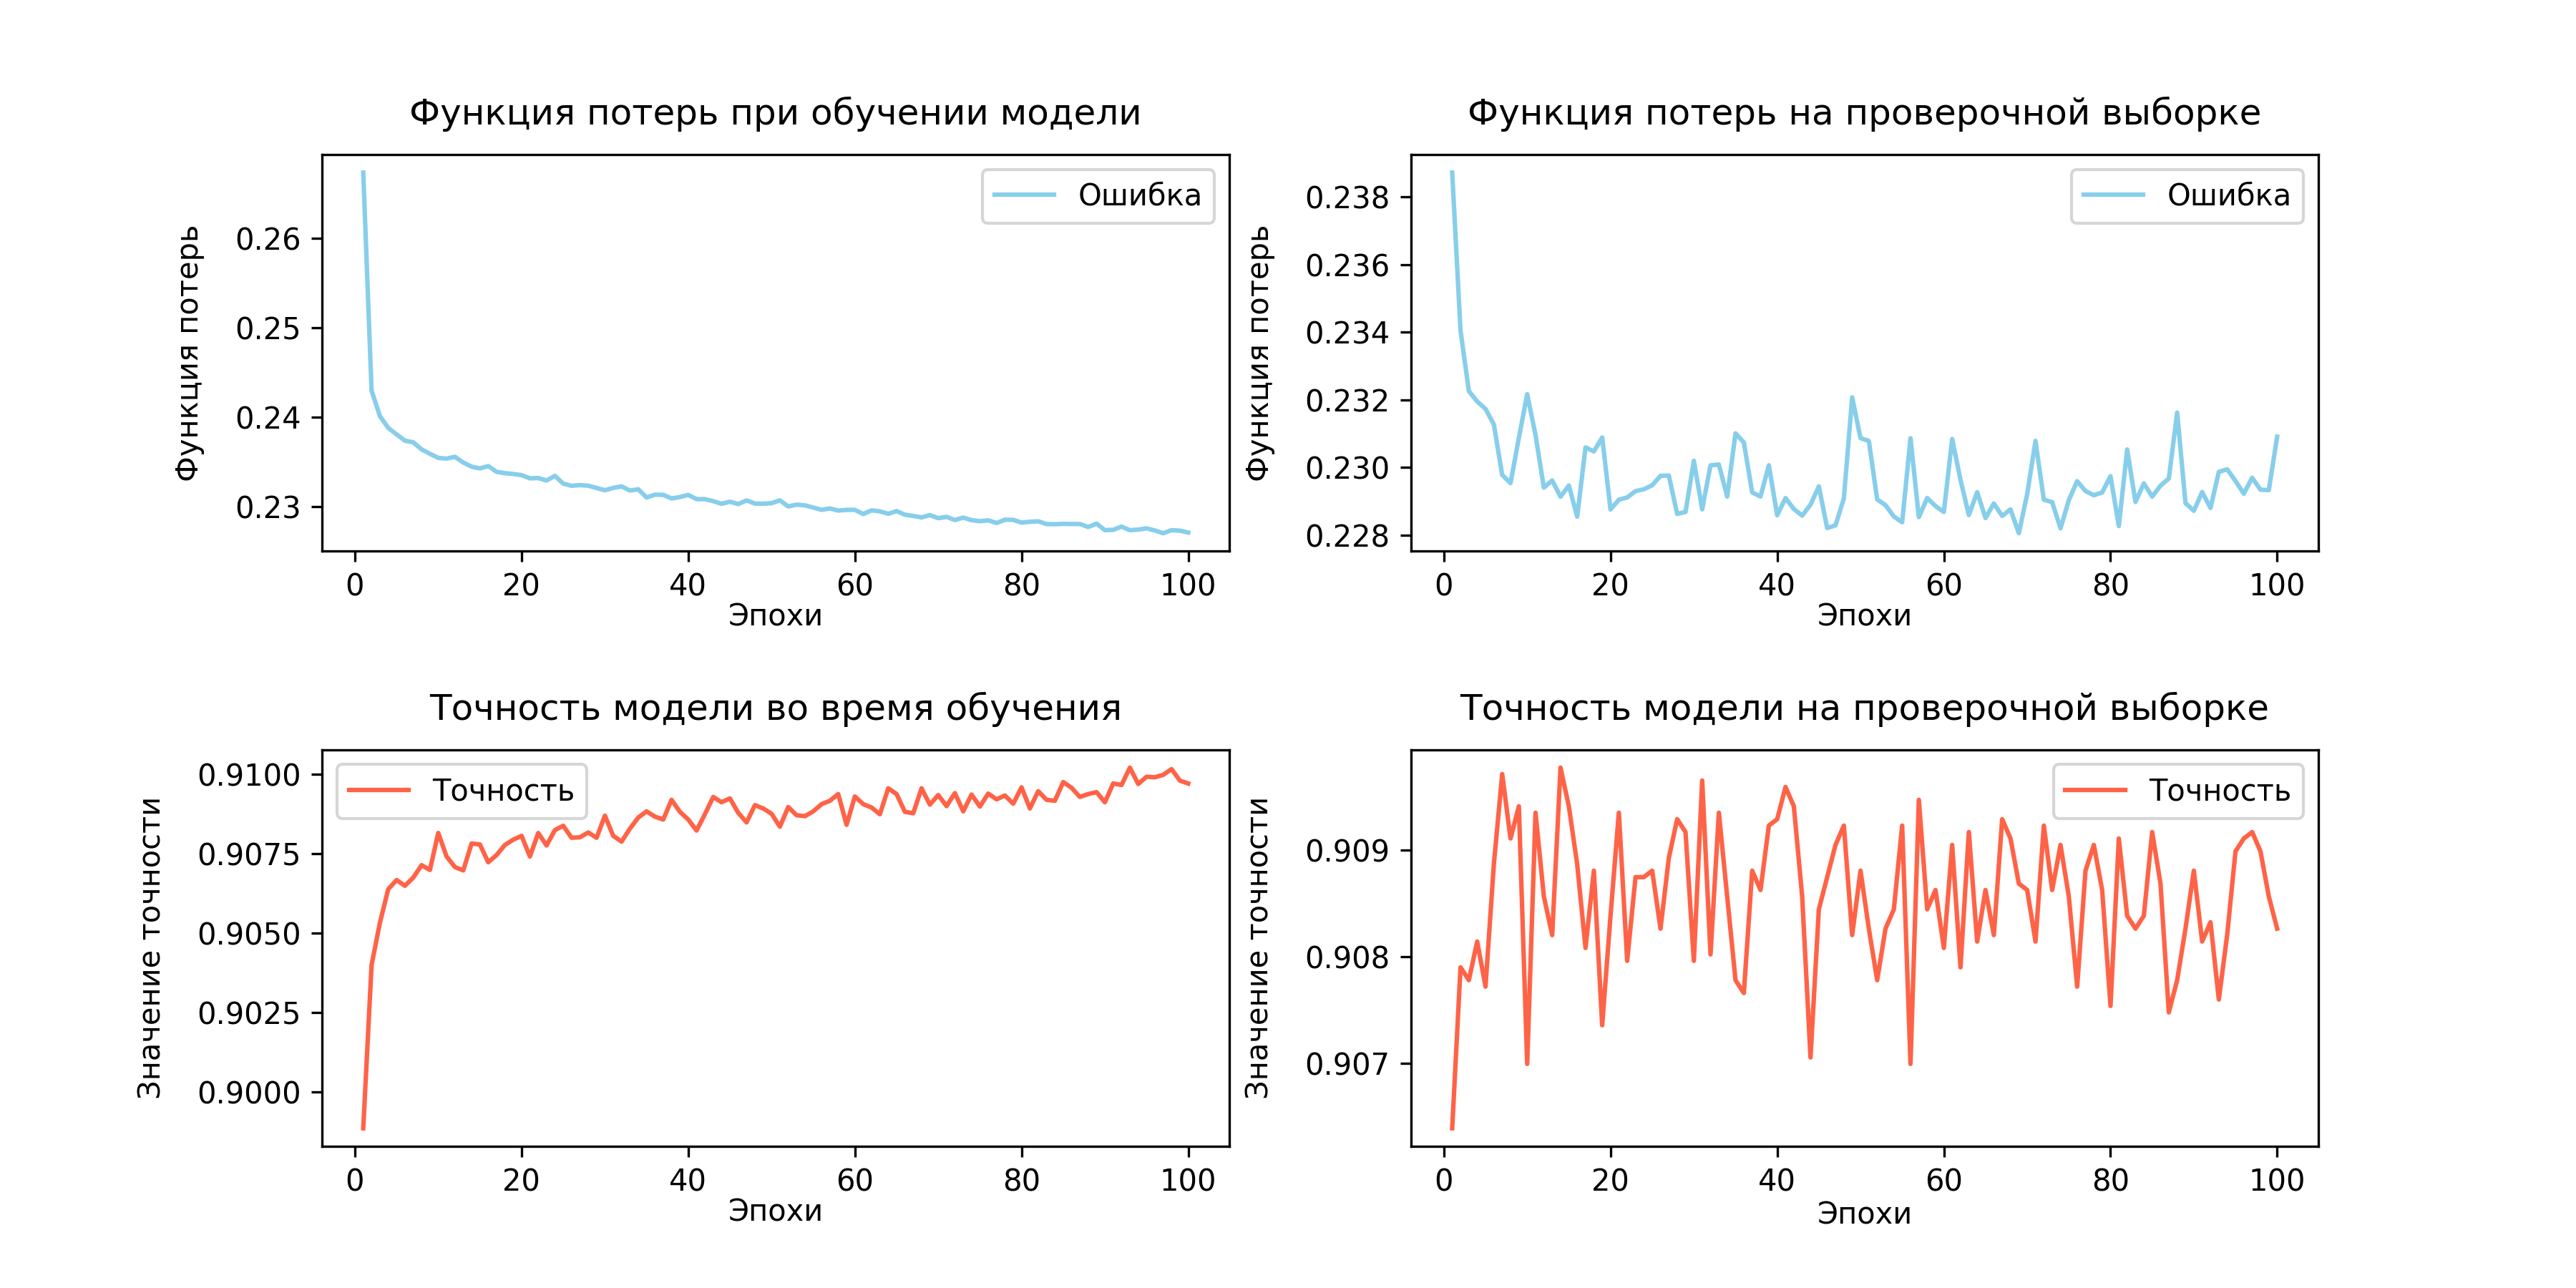 Функция потерь при обучении модели
Ошибка
Функция потерь
0.26
0.25
0.24
0.23
0 20 40 60 80 100
Эпохи
Функция потерь на проверочной выборке
Ошибка
Функция потерь
0.238
0.236
0.234
0.232
0.230
0.228
0 20 40 60 80 100
Эпохи
Точность модели во время обучения
Точность
Значение точности
0.9100
0.9075
0.9050
0.9025
0.9000
0 20 40 60 80 100
Эпохи
Точность модели на проверочной выборке
Точность
Значение точности
0.909
0.908
0.907
0 20 40 60 80 100
Эпохи